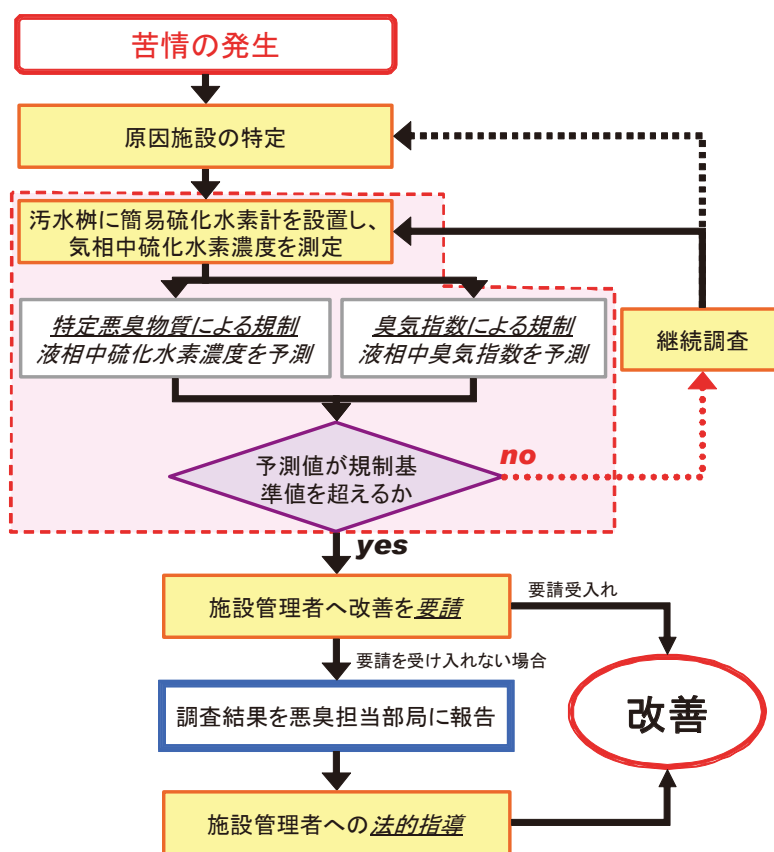 苦情の発生
原因施設の特定
汚水桝に簡易硫化水素計を設置し、
気相中硫化水素濃度を測定
特定悪臭物質による規制
液相中硫化水素濃度を予測
臭気指数による規制
液相中臭気指数を予測
継続調査
予測値が規制基
準値を超えるか
no
yes
施設管理者へ改善を要請
要請受入れ
要請を受け入れない場合
調査結果を悪臭担当部局に報告
改善
施設管理者への法的指導